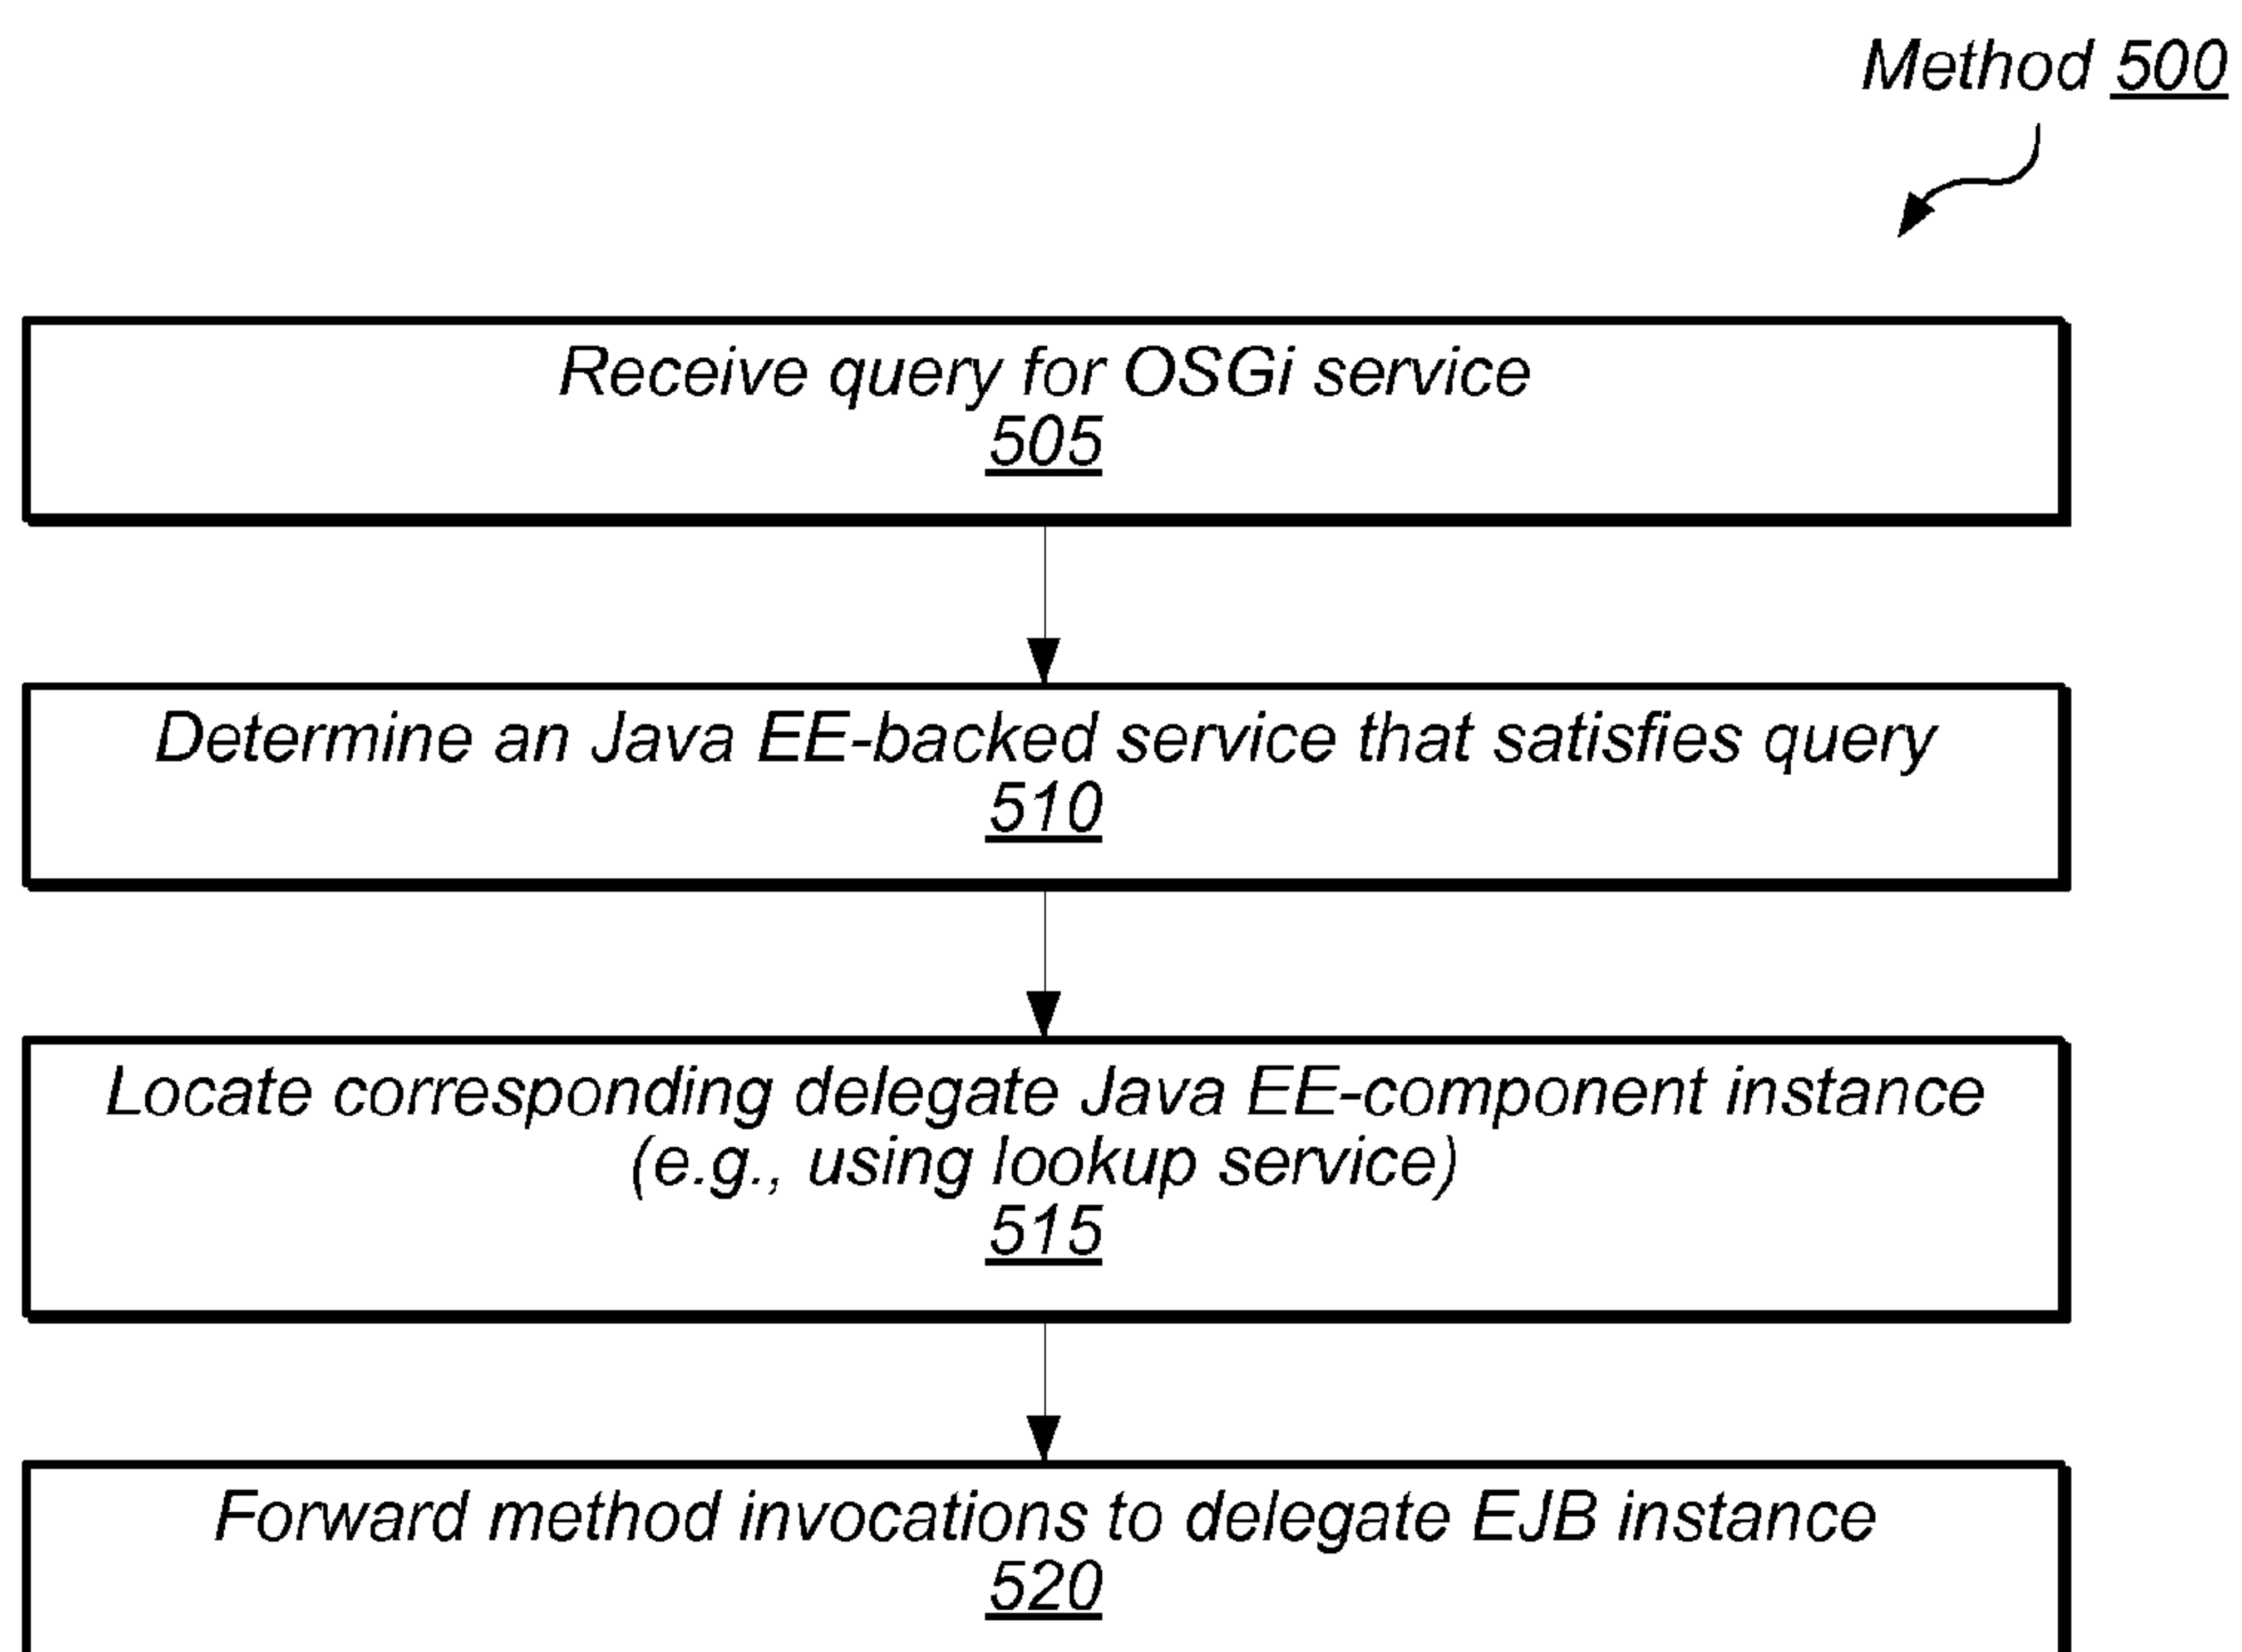 Method 500
Receive query for OSGi service
505
Determine an Java EE-backed service that satisfies query
510
Locate corresponding delegate Java EE-component instance
(e.g., using lookup service)
515
Forward method invocations to delegate EJB instance
520